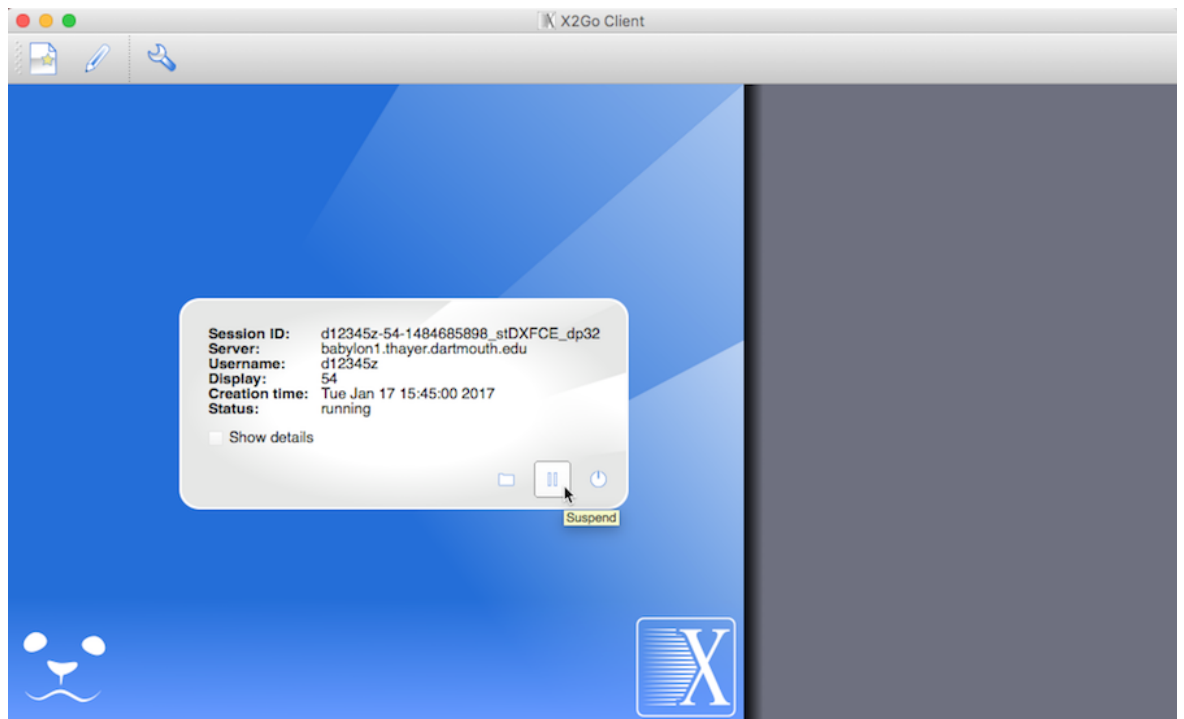 X2Go Client
Session ID: d12345z-54-1484685898_stDXFCE_dp32
Server: babylon1.thayer.dartmouth.edu
Username: d12345z
Display: 54
Creation time: Tue Jan 17 15:45:00 2017
Status: running
Show details
Suspend
X